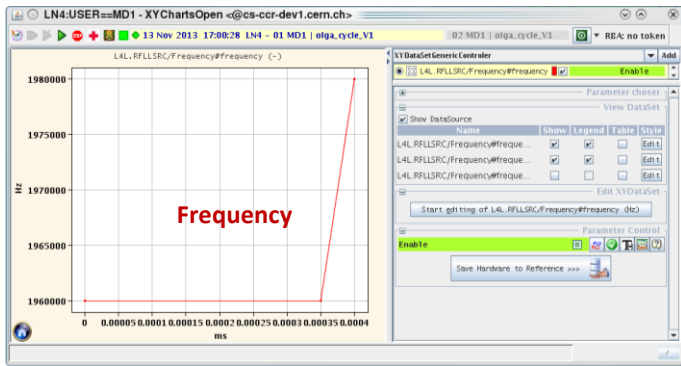 LN4:USER==MD1 - XYChartsOpen <@cs-ccr-dev1.cern.ch>
13 Nov 2013 17:00:28 LN4 - 01 MD1 | olga_cycle_V1
02 MD1 | olga_cycle_V1
RBA: no token
L4L.RFLLSRC/Frequency#frequency (-)
1980000
1975000
1970000
1965000
1960000
Hz
Frequency
0 0.00005 0.0001 0.00015 0.0002 0.00025 0.0003 0.00035 0.0004
ms
XYDataSetGenericControler
Add
L4L.RFLLSRC/Frequency#frequency Enable
Parameter choser
View DataSet
Show DataSource
Name Show Legend Table Style
L4L.RFLLSRC/Frequency#freque... Edit
L4L.RFLLSRC/Frequency#freque... Edit
L4L.RFLLSRC/Frequency#freque... Edit
Edit XYDataSet
Start editing of L4L.RFLLSRC/Frequency#frequency (Hz)
Parameter Control
Enable
Save Hardware to Reference >>>